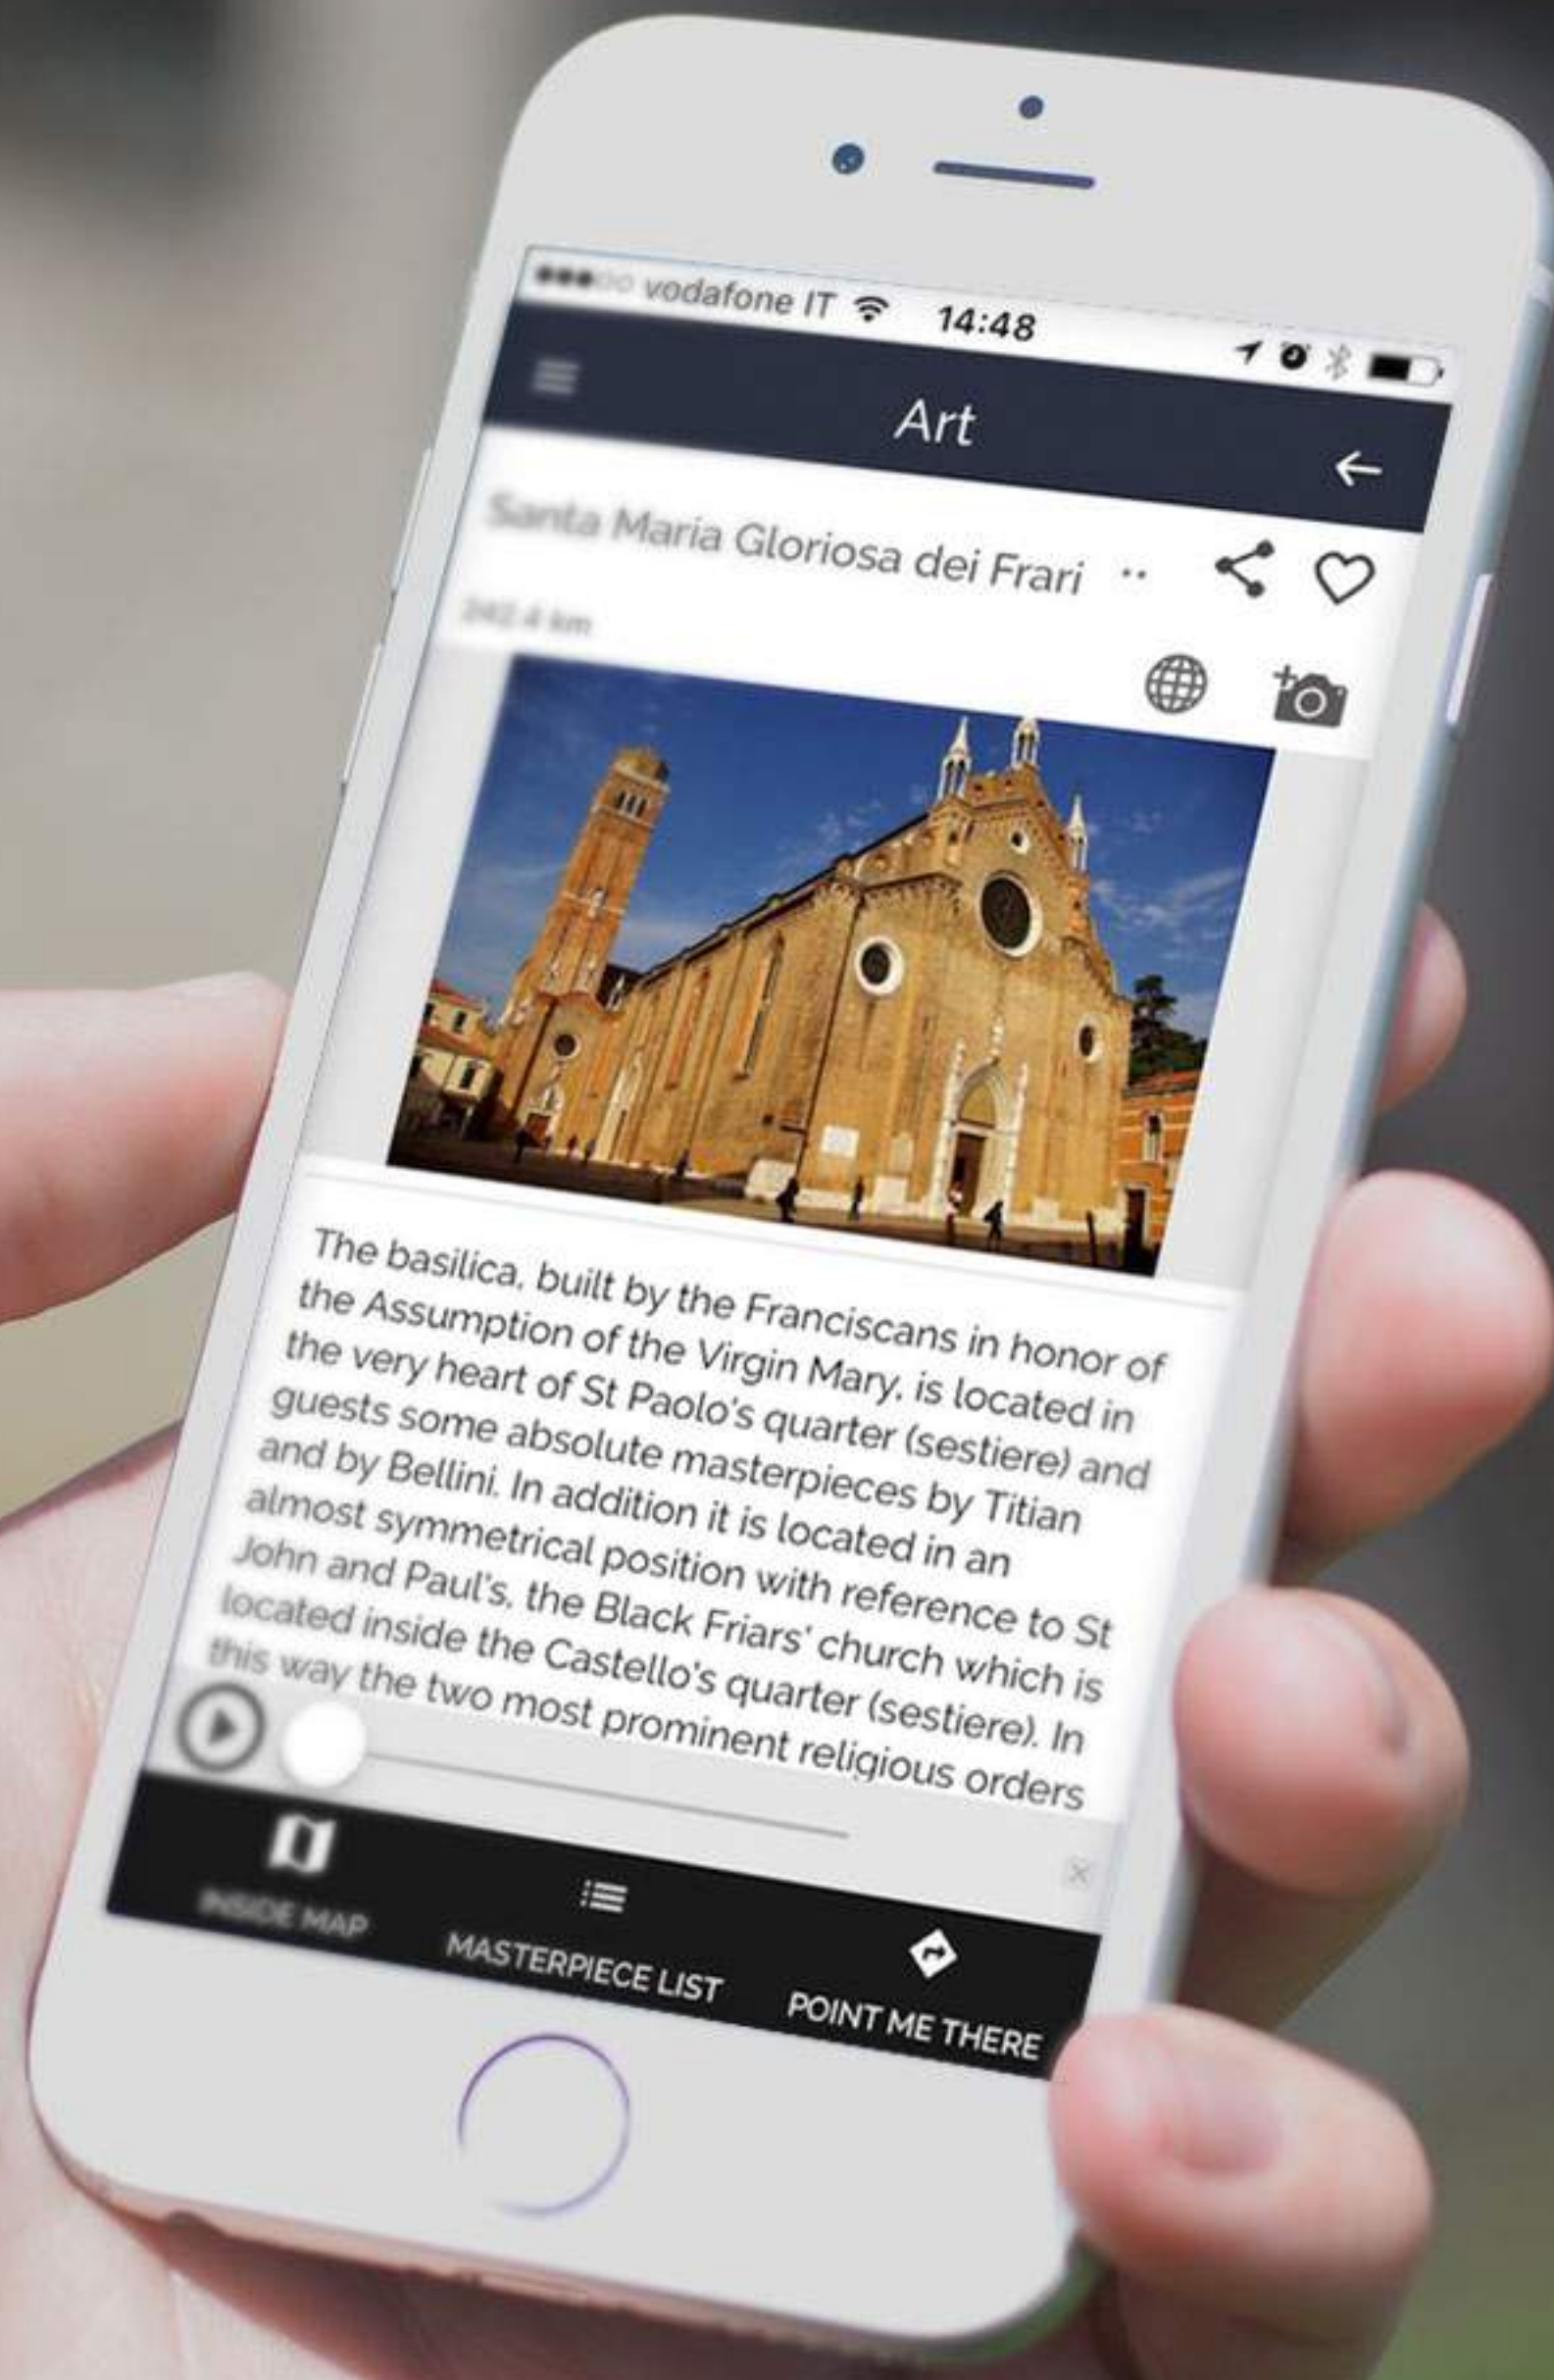 vodafone IT 14:48
Art
Santa Maria Gloriosa dei Frari ..
242.4 km
The basilica, built by the Franciscans in honor of
the Assumption of the Virgin Mary, is located in
the very heart of St Paolo's quarter (sestiere) and
guests some absolute masterpieces by Titian
and by Bellini. In addition it is located in an
almost symmetrical position with reference to St
John and Paul's, the Black Friars' church which is
located inside the Castello's quarter (sestiere). In
this way the two most prominent religious orders
INSIDE MAP
MASTERPIECE LIST
POINT ME THERE